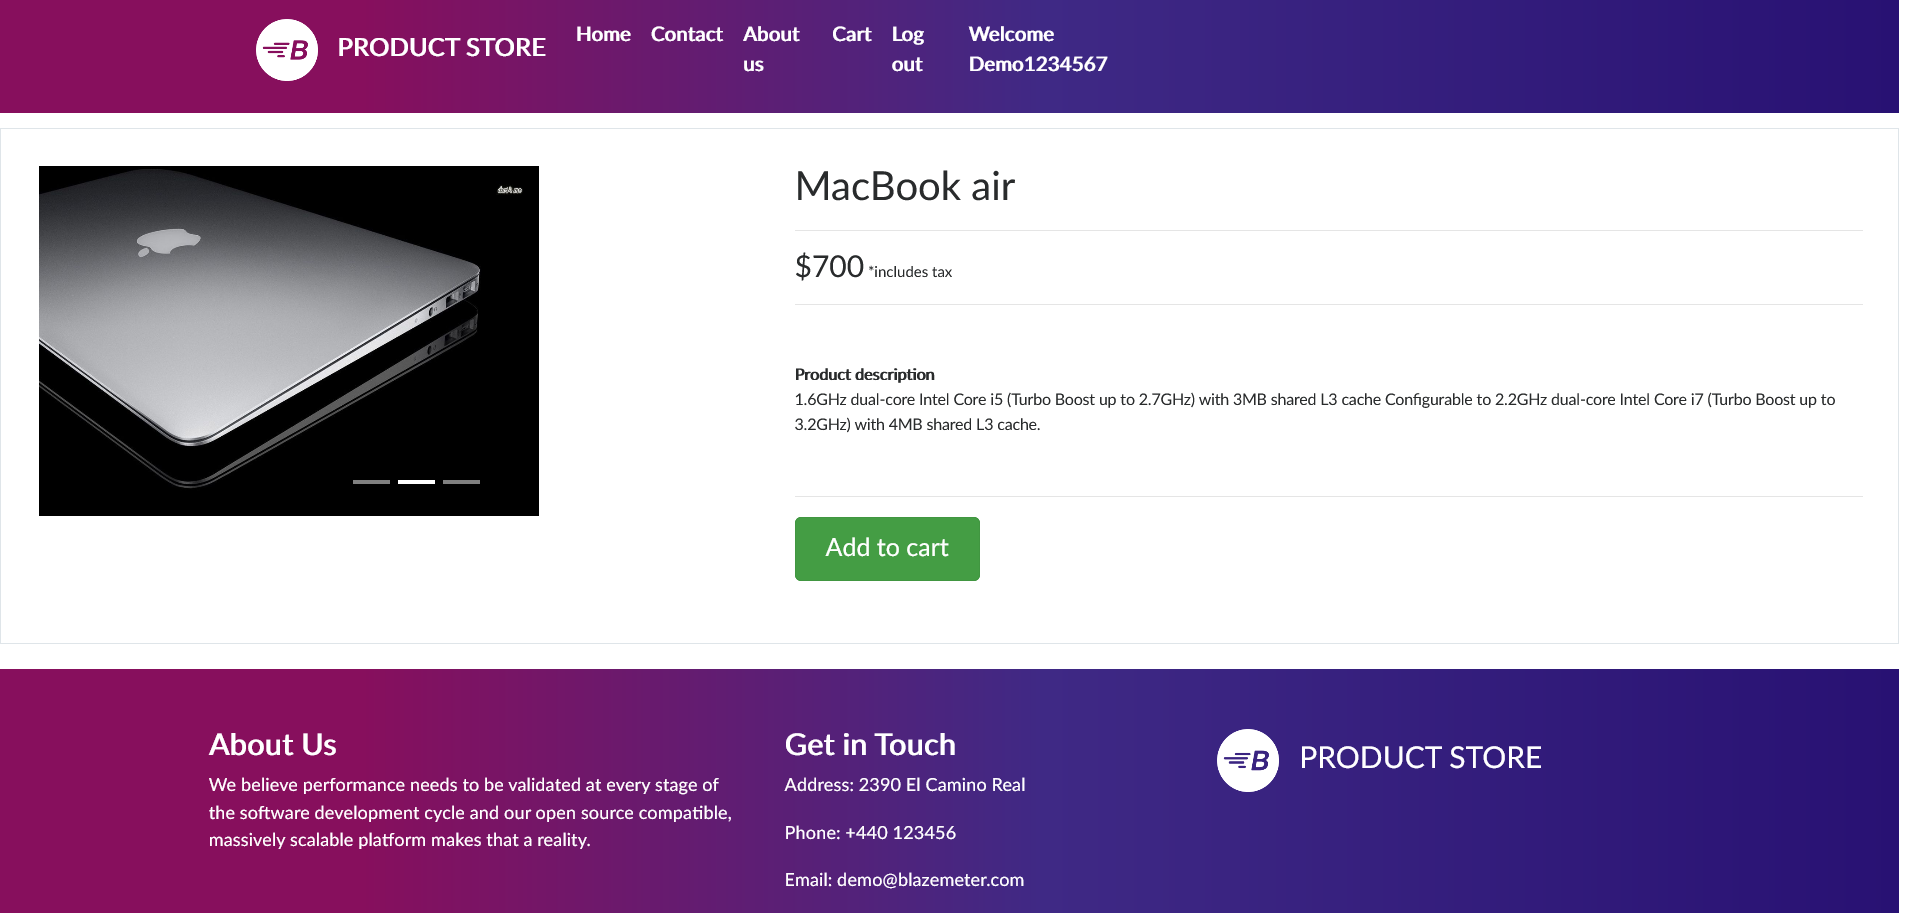 B PRODUCT STORE Home Contact About us Cart Log out Welcome Demo1234567
MacBook air
$700 *includes tax
Product description
1.6GHz dual-core Intel Core i5 (Turbo Boost up to 2.7GHz) with 3MB shared L3 cache Configurable to 2.2GHz dual-core Intel Core i7 (Turbo Boost up to
3.2GHz) with 4MB shared L3 cache.
Add to cart
About Us
We believe performance needs to be validated at every stage of
the software development cycle and our open source compatible,
massively scalable platform makes that a reality.
Get in Touch
Address: 2390 El Camino Real
Phone: +440 123456
Email: demo@blazemeter.com
B PRODUCT STORE